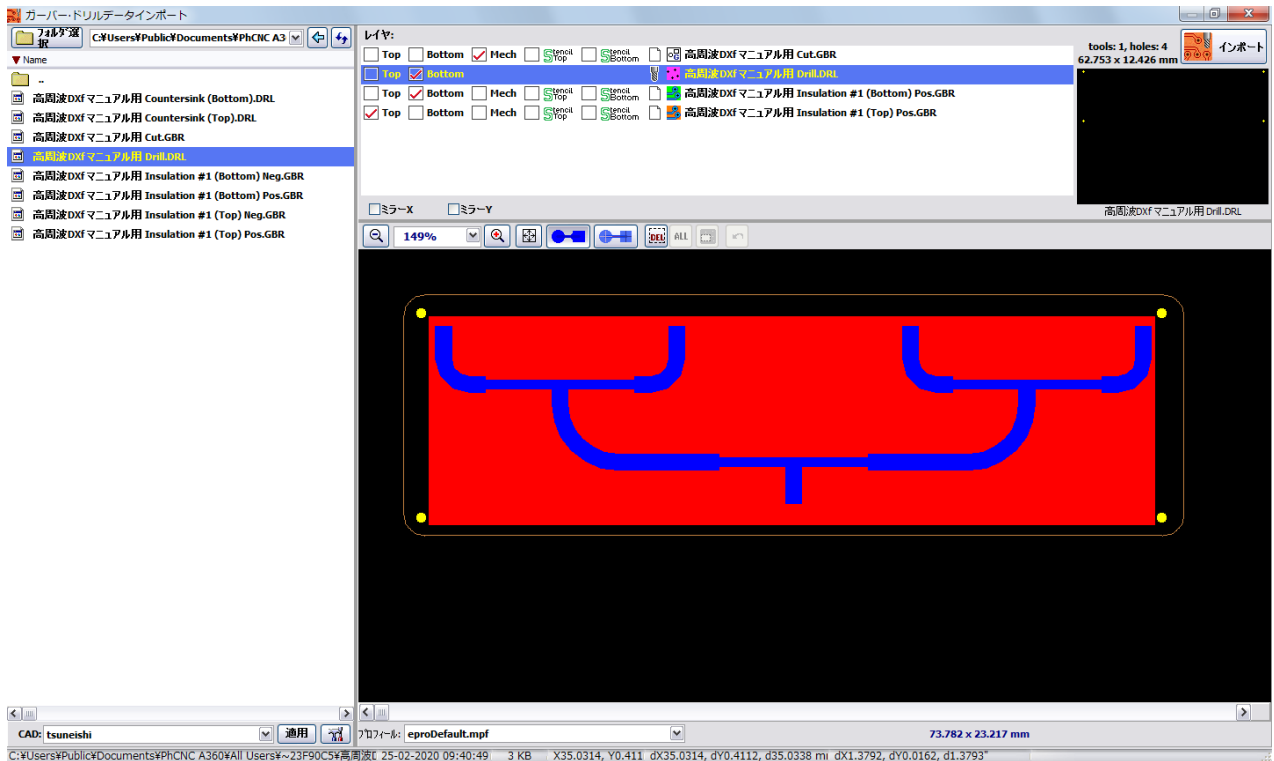 ガーバー・ドリルデータインポート
フォルダ選択 C:¥Users¥Public¥Documents¥PhCNC A3
Name
..
高周波DXfマニュアル用 Countersink (Bottom).DRL
高周波DXfマニュアル用 Countersink (Top).DRL
高周波DXfマニュアル用 Cut.GBR
高周波DXfマニュアル用 Drill.DRL
高周波DXfマニュアル用 Insulation #1 (Bottom) Neg.GBR
高周波DXfマニュアル用 Insulation #1 (Bottom) Pos.GBR
高周波DXfマニュアル用 Insulation #1 (Top) Neg.GBR
高周波DXfマニュアル用 Insulation #1 (Top) Pos.GBR
CAD: tsuneishi 適用
レイヤ:
Top Bottom Mech Stencil Top Stencil Bottom 高周波DXfマニュアル用 Cut.GBR
Top Bottom 高周波DXfマニュアル用 Drill.DRL
Top Bottom Mech Stencil Top Stencil Bottom 高周波DXfマニュアル用 Insulation #1 (Bottom) Pos.GBR
Top Bottom Mech Stencil Top Stencil Bottom 高周波DXfマニュアル用 Insulation #1 (Top) Pos.GBR
ミラーX ミラーY
tools: 1, holes: 4
62.753 x 12.426 mm
インポート
高周波DXfマニュアル用 Drill.DRL
149% DEL ALL
プロフィール: eproDefault.mpf 73.782 x 23.217 mm
C:¥Users¥Public¥Documents¥PhCNC A360¥All Users¥~23F90C5¥高周波[ 25-02-2020 09:40:49 3 KB X35.0314, Y0.411 dX35.0314, dY0.4112, d35.0338 mi dX1.3792, dY0.0162, d1.3793"